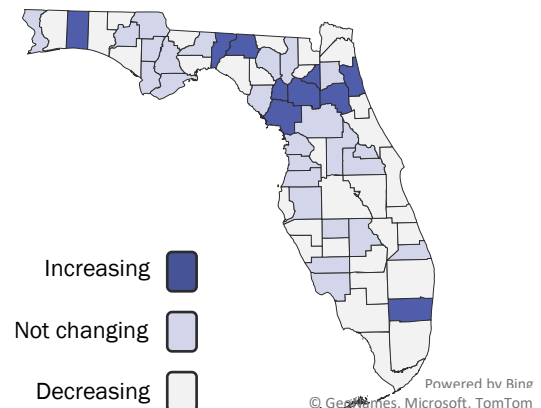 Increasing
Not changing
Decreasing
Powered by Bing
© GeoNames, Microsoft, TomTom